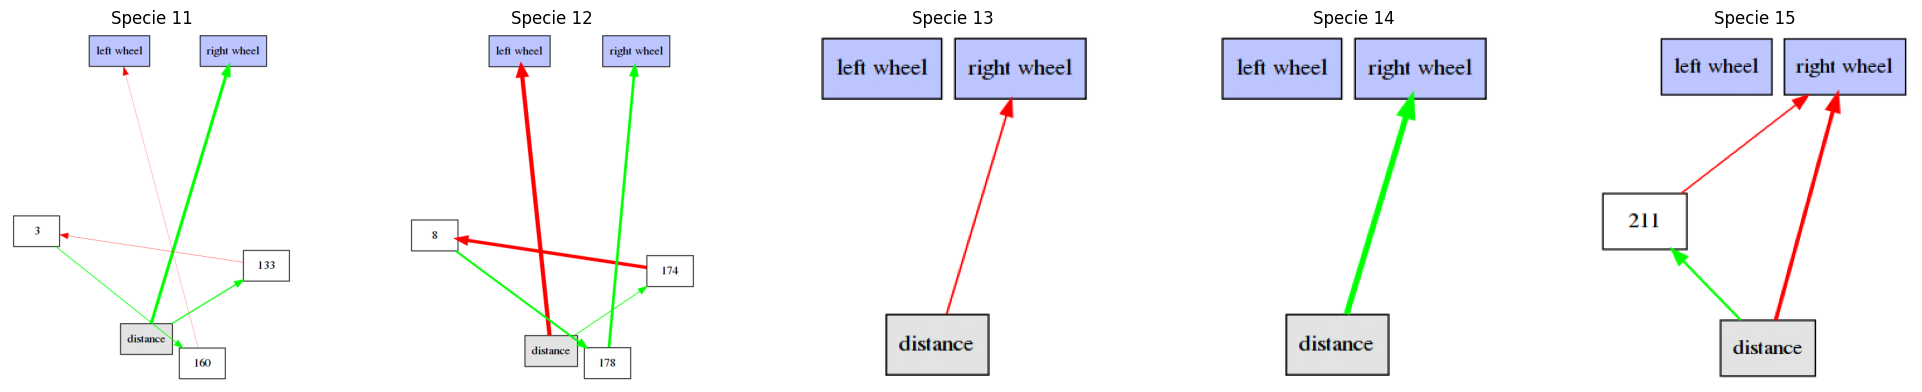 Specie 11
left wheel
right wheel
3
133
distance
160
Specie 12
left wheel
right wheel
8
174
distance
178
Specie 13
left wheel
right wheel
distance
Specie 14
left wheel
right wheel
distance
Specie 15
left wheel
right wheel
211
distance